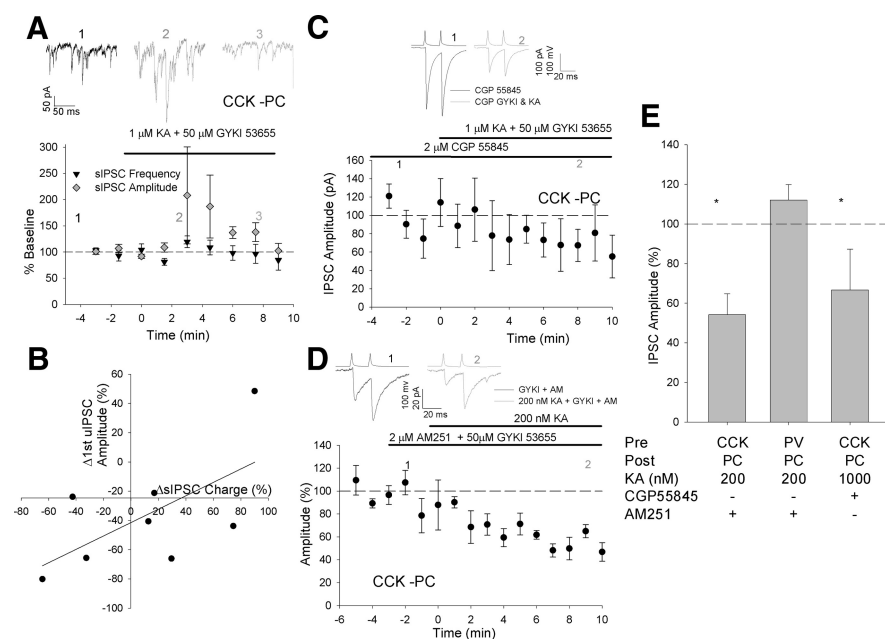 A
1
2
3
50 pA
50 ms
CCK -PC
1 µM KA + 50 µM GYKI 53655
sIPSC Frequency
sIPSC Amplitude
1
2
3
% Baseline
300
250
200
150
100
50
0
-4 -2 0 2 4 6 8 10
Time (min)
B
Δ1st uIPSC
Amplitude (%)
ΔsIPSC Charge (%)
60
40
20
0
-20
-40
-60
-80
-100
-80 -60 -40 -20 0 20 40 60 80 100
C
1
2
100 pA
100 mV
20 ms
CGP 55845
CGP GYKI & KA
1 µM KA + 50 µM GYKI 53655
2 µM CGP 55845
1
2
CCK -PC
IPSC Amplitude (pA)
160
140
120
100
80
60
40
20
0
-4 -2 0 2 4 6 8 10
Time (min)
D
1
2
100 mv
20 pA
20 ms
GYKI + AM
200 nM KA + GYKI + AM
200 nM KA
2 µM AM251 + 50µM GYKI 53655
1
2
CCK -PC
Amplitude (%)
140
120
100
80
60
40
20
0
-6 -4 -2 0 2 4 6 8 10
Time (min)
E
IPSC Amplitude (%)
140
120
100
80
60
40
20
0
* *
Pre CCK PV CCK
Post PC PC PC
KA (nM) 200 200 1000
CGP55845 - - +
AM251 + + -